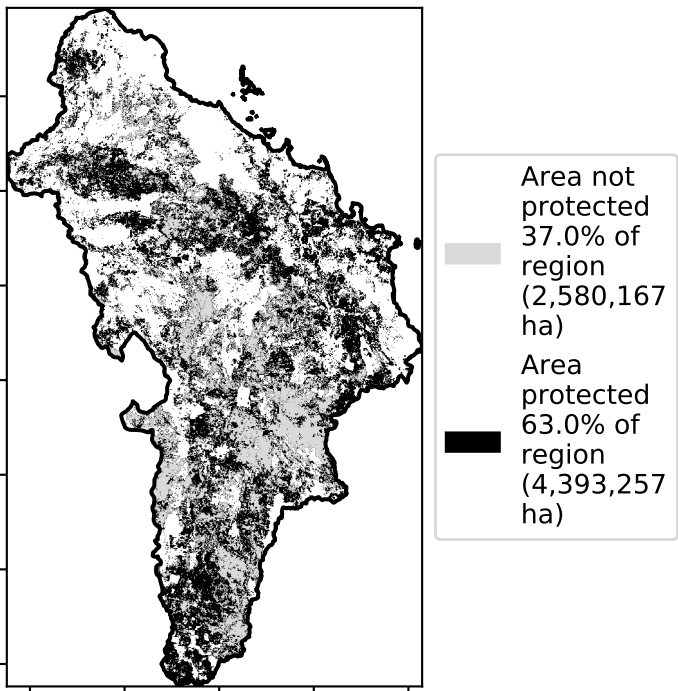 Area not
protected
37.0% of
region
(2,580,167
ha)
Area
protected
63.0% of
region
(4,393,257
ha)